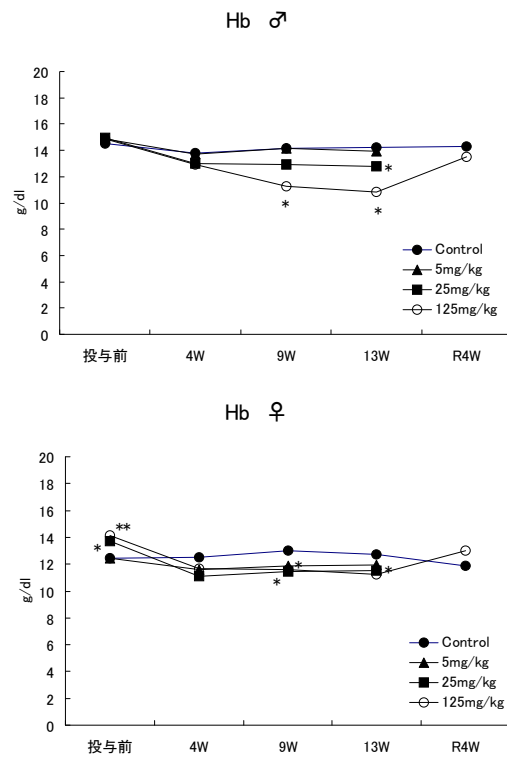 Hb ♂
20
18
16
14
12
10
8
6
4
2
0
g/dl
*
*
*
Control
5mg/kg
25mg/kg
125mg/kg
投与前 4W 9W 13W R4W
Hb ♀
20
18
16
14
12
10
8
6
4
2
0
g/dl
**
*
*
*
*
Control
5mg/kg
25mg/kg
125mg/kg
投与前 4W 9W 13W R4W